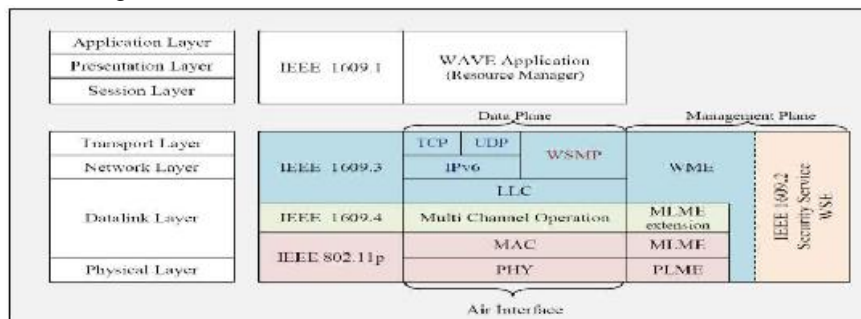 Application Layer
Presentation Layer
Session Layer
IEEE 1609.1
WAVE Application
(Resource Manager)
Data Plane
Management Plane
Transport Layer
Network Layer
Datalink Layer
Physical Layer
IEEE 1609.3
TCP UDP
WSMP
IPv6
LLC
WME
IEEE 1609.4
Multi Channel Operation
MLME
extension
IEEE 802.11p
MAC
MLME
PHY
PLME
IEEE 1609.2
Security Service
WSE
Air Interface